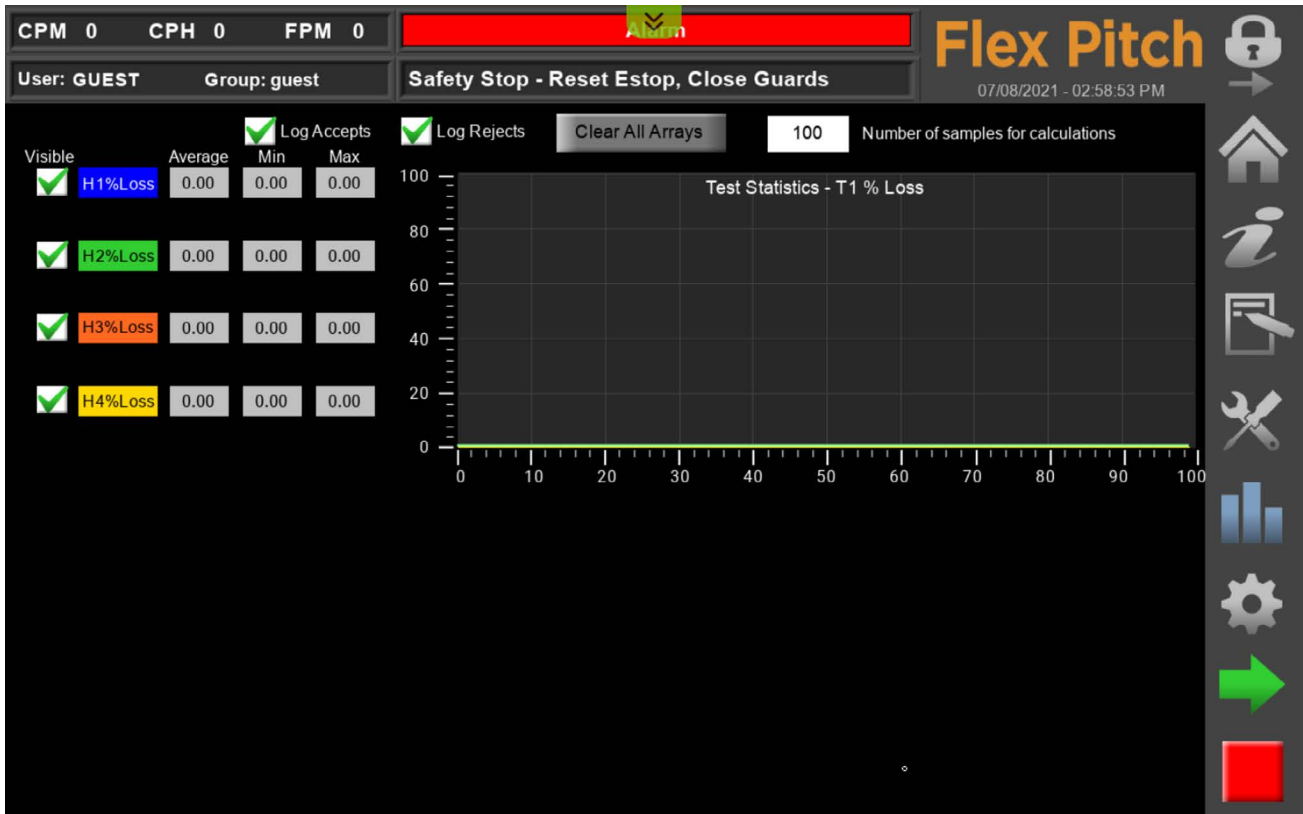 CPM 0 CPH 0 FPM 0
Alarm
Flex Pitch
User: GUEST Group: guest
Safety Stop - Reset Estop, Close Guards
07/08/2021 - 02:58:53 PM
Log Accepts
Log Rejects
Clear All Arrays
100 Number of samples for calculations
Visible Average Min Max
H1%Loss 0.00 0.00 0.00
H2%Loss 0.00 0.00 0.00
H3%Loss 0.00 0.00 0.00
H4%Loss 0.00 0.00 0.00
Test Statistics - T1 % Loss
100
80
60
40
20
0
0 10 20 30 40 50 60 70 80 90 100